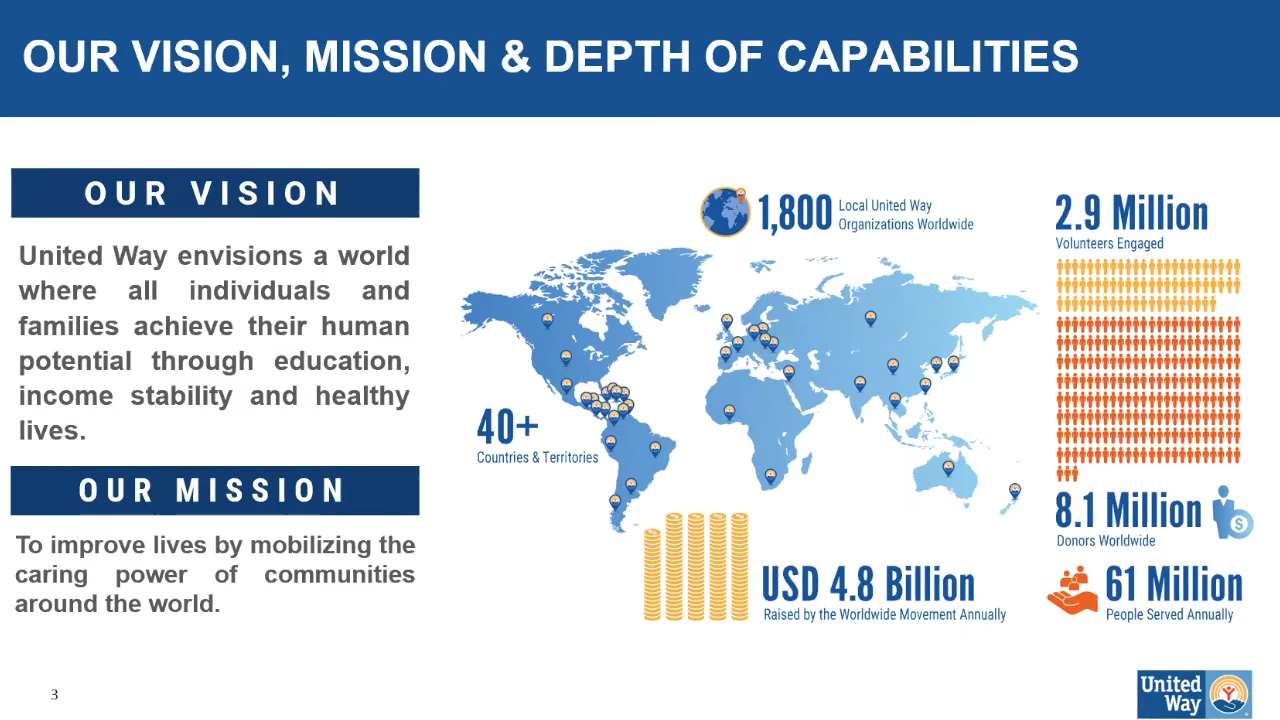 OUR VISION, MISSION & DEPTH OF CAPABILITIES
OUR VISION
United Way envisions a world
where all individuals and
families achieve their human
potential through education,
income stability and healthy
lives.
OUR MISSION
To improve lives by mobilizing the
caring power of communities
around the world.
1,800 Local United Way
Organizations Worldwide
40+
Countries & Territories
USD 4.8 Billion
Raised by the Worldwide Movement Annually
2.9 Million
Volunteers Engaged
8.1 Million
Donors Worldwide
$
61 Million
People Served Annually
3
United
Way